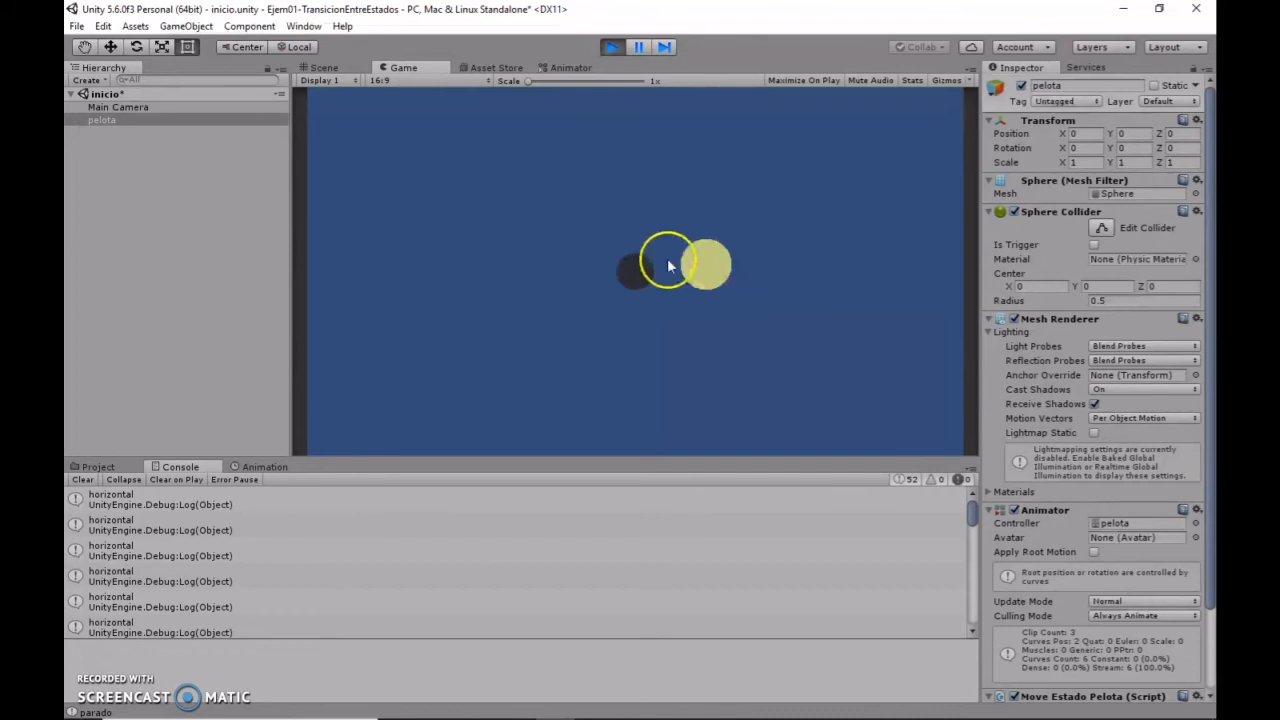 Unity 5.6.0f3 Personal (64bit) - inicio.unity - Ejem01-TransicionEntreEstados - PC, Mac & Linux Standalone* <DX11>
File Edit Assets GameObject Component Window Help
Center Local Collab Account Layers Layout
Hierarchy Scene Game Asset Store Animator Inspector Services
Create All Display 1 16:9 Scale 1x Maximize On Play Mute Audio Stats Gizmos pelota Static
inicio*
Tag Untagged Layer Default
Main Camera
pelota
Transform
Position X 0 Y 0 Z 0
Rotation X 0 Y 0 Z 0
Scale X 1 Y 1 Z 1
Sphere (Mesh Filter)
Mesh Sphere
Sphere Collider
Edit Collider
Is Trigger
Material None (Physic Materia
Center
X 0 Y 0 Z 0
Radius 0.5
Mesh Renderer
Lighting
Light Probes Blend Probes
Reflection Probes Blend Probes
Anchor Override None (Transform)
Cast Shadows On
Receive Shadows
Motion Vectors Per Object Motion
Lightmap Static
Lightmapping settings are currently
disabled. Enable Baked Global
Illumination or Realtime Global
Illumination to display these settings.
Materials
Animator
Controller pelota
Avatar None (Avatar)
Apply Root Motion
Root position or rotation are controlled by
curves
Update Mode Normal
Culling Mode Always Animate
Clip Count: 3
Curves Pos: 2 Quat: 0 Euler: 0 Scale: 0
Muscles: 0 Generic: 0 PPtr: 0
Curves Count: 6 Constant: 0 (0.0%)
Dense: 0 (0.0%) Stream: 6 (100.0%)
Move Estado Pelota (Script)
Project Console Animation
Clear Collapse Clear on Play Error Pause 52 0 0
horizontal
UnityEngine.Debug:Log(Object)
horizontal
UnityEngine.Debug:Log(Object)
horizontal
UnityEngine.Debug:Log(Object)
horizontal
UnityEngine.Debug:Log(Object)
horizontal
UnityEngine.Debug:Log(Object)
horizontal
UnityEngine.Debug:Log(Object)
RECORDED WITH
SCREENCAST MATIC
parado